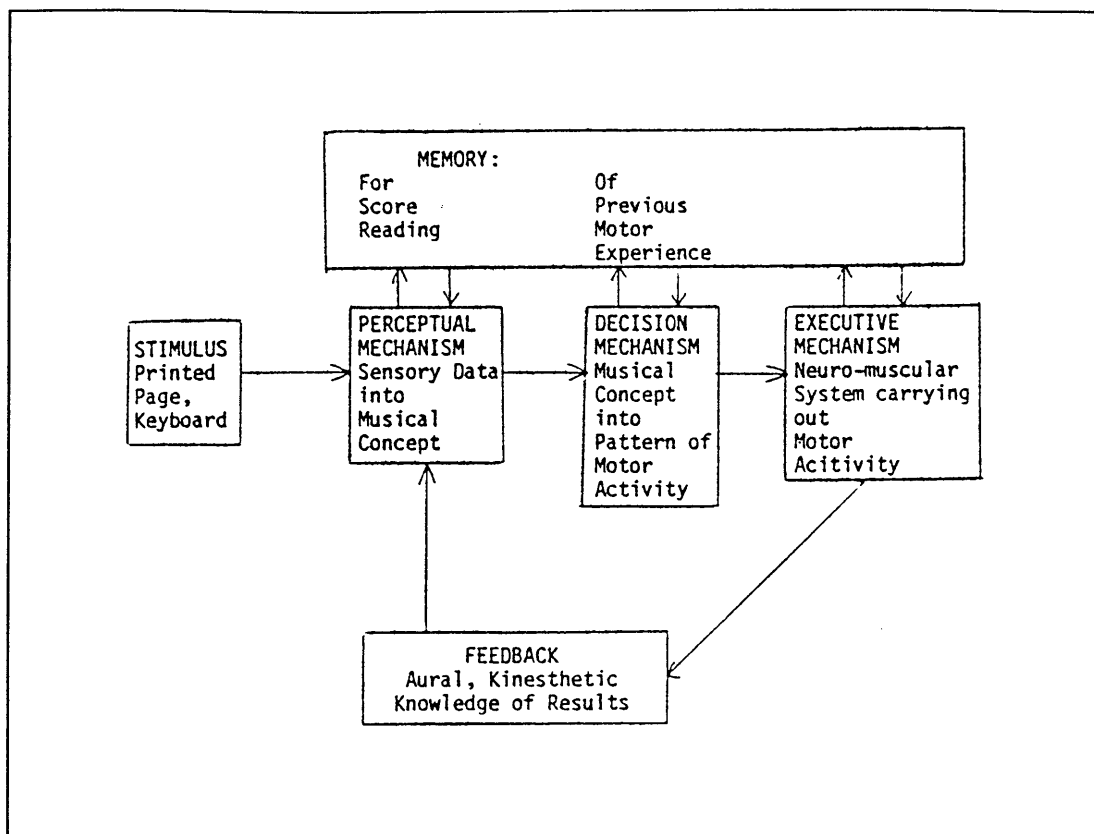 MEMORY:
For
Score
Reading
Of
Previous
Motor
Experience
STIMULUS
Printed
Page,
Keyboard
PERCEPTUAL
MECHANISM
Sensory Data
into
Musical
Concept
DECISION
MECHANISM
Musical
Concept
into
Pattern of
Motor
Activity
EXECUTIVE
MECHANISM
Neuro-muscular
System carrying
out
Motor
Acitivity
FEEDBACK
Aural, Kinesthetic
Knowledge of Results